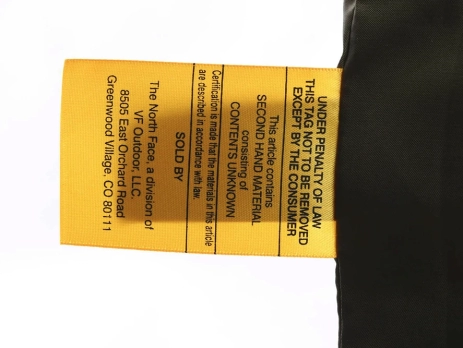 UNDER PENALTY OF LAW
THIS TAG NOT TO BE REMOVED
EXCEPT BY THE CONSUMER
This article contains
SECOND HAND MATERIAL
consisting of
CONTENTS UNKNOWN
Certification is made that the materials in this article
are described in accordance with law.
SOLD BY
The North Face, a division of
VF Outdoor, LLC.
8505 East Orchard Road
Greenwood Village, CO 80111